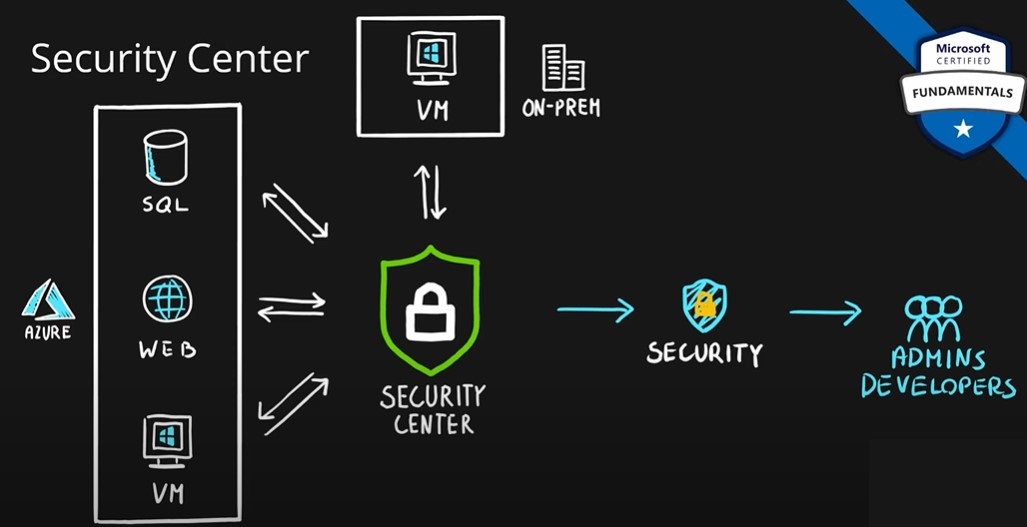 Security Center
VM
ON-PREM
Microsoft
CERTIFIED
FUNDAMENTALS
SQL
AZURE
WEB
VM
SECURITY
CENTER
SECURITY
ADMINS
DEVELOPERS